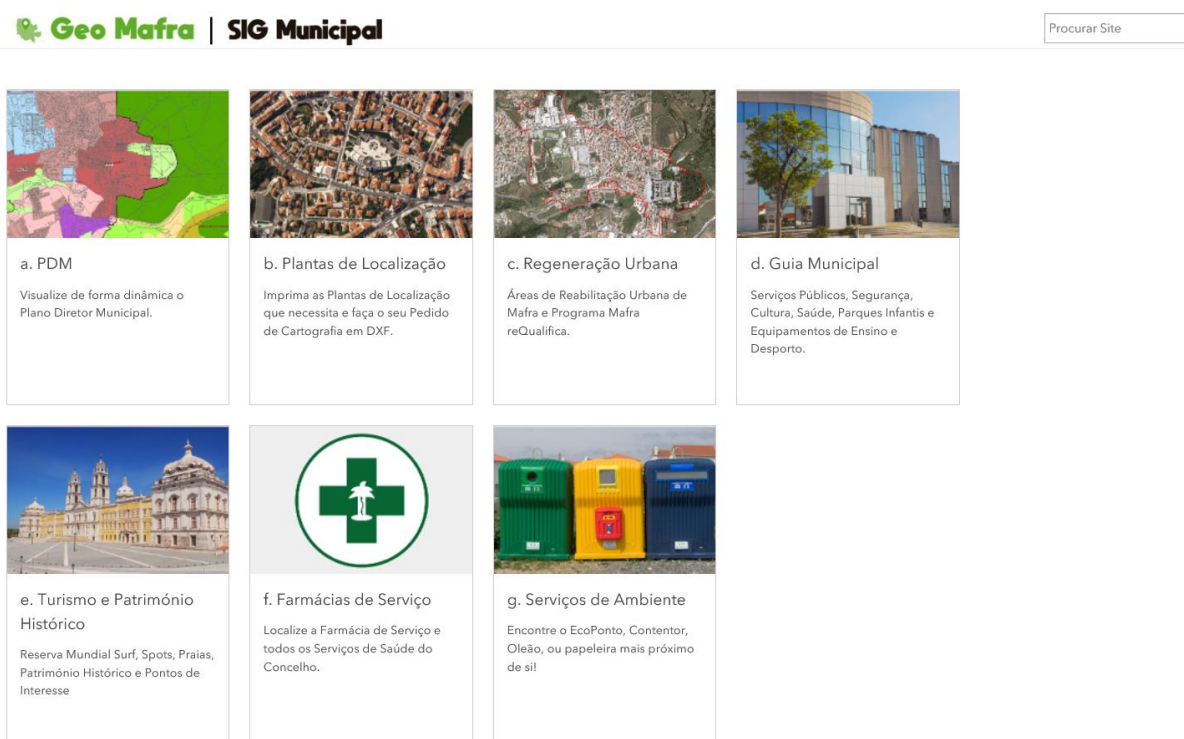 Geo Mafra | SIG Municipal
Procurar Site
a. PDM
Visualize de forma dinâmica o
Plano Diretor Municipal.
b. Plantas de Localização
Imprima as Plantas de Localização
que necessita e faça o seu Pedido
de Cartografia em DXF.
c. Regeneração Urbana
Áreas de Reabilitação Urbana de
Mafra e Programa Mafra
reQualifica.
d. Guia Municipal
Serviços Públicos, Segurança,
Cultura, Saúde, Parques Infantis e
Equipamentos de Ensino e
Desporto.
e. Turismo e Património
Histórico
Reserva Mundial Surf, Spots, Praias,
Património Histórico e Pontos de
Interesse
f. Farmácias de Serviço
Localize a Farmácia de Serviço e
todos os Serviços de Saúde do
Concelho.
g. Serviços de Ambiente
Encontre o EcoPonto, Contentor,
Oleão, ou papeleira mais próximo
de si!